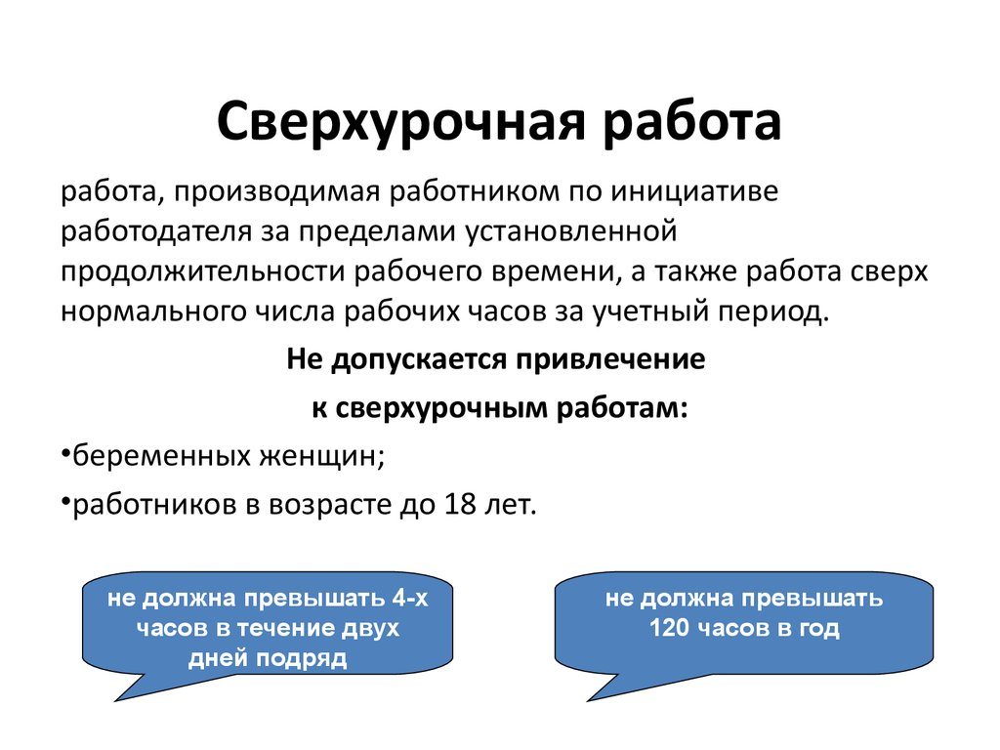 Сверхурочная работа
работа, производимая работником по инициативе
работодателя за пределами установленной
продолжительности рабочего времени, а также работа сверх
нормального числа рабочих часов за учетный период.
Не допускается привлечение
к сверхурочным работам:
•беременных женщин;
•работников в возрасте до 18 лет.
не должна превышать 4-х
часов в течение двух
дней подряд
не должна превышать
120 часов в год